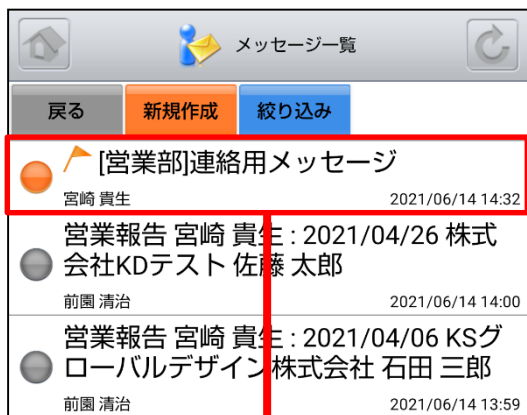 メッセージ一覧
戻る 新規作成 絞り込み
[営業部]連絡用メッセージ
宮崎 貴生 2021/06/14 14:32
営業報告 宮崎 貴生 : 2021/04/26 株式
会社KDテスト 佐藤 太郎
前園 清治 2021/06/14 14:00
営業報告 宮崎 貴生 : 2021/04/06 KSグ
ローバルデザイン株式会社 石田 三郎
前園 清治 2021/06/14 13:59